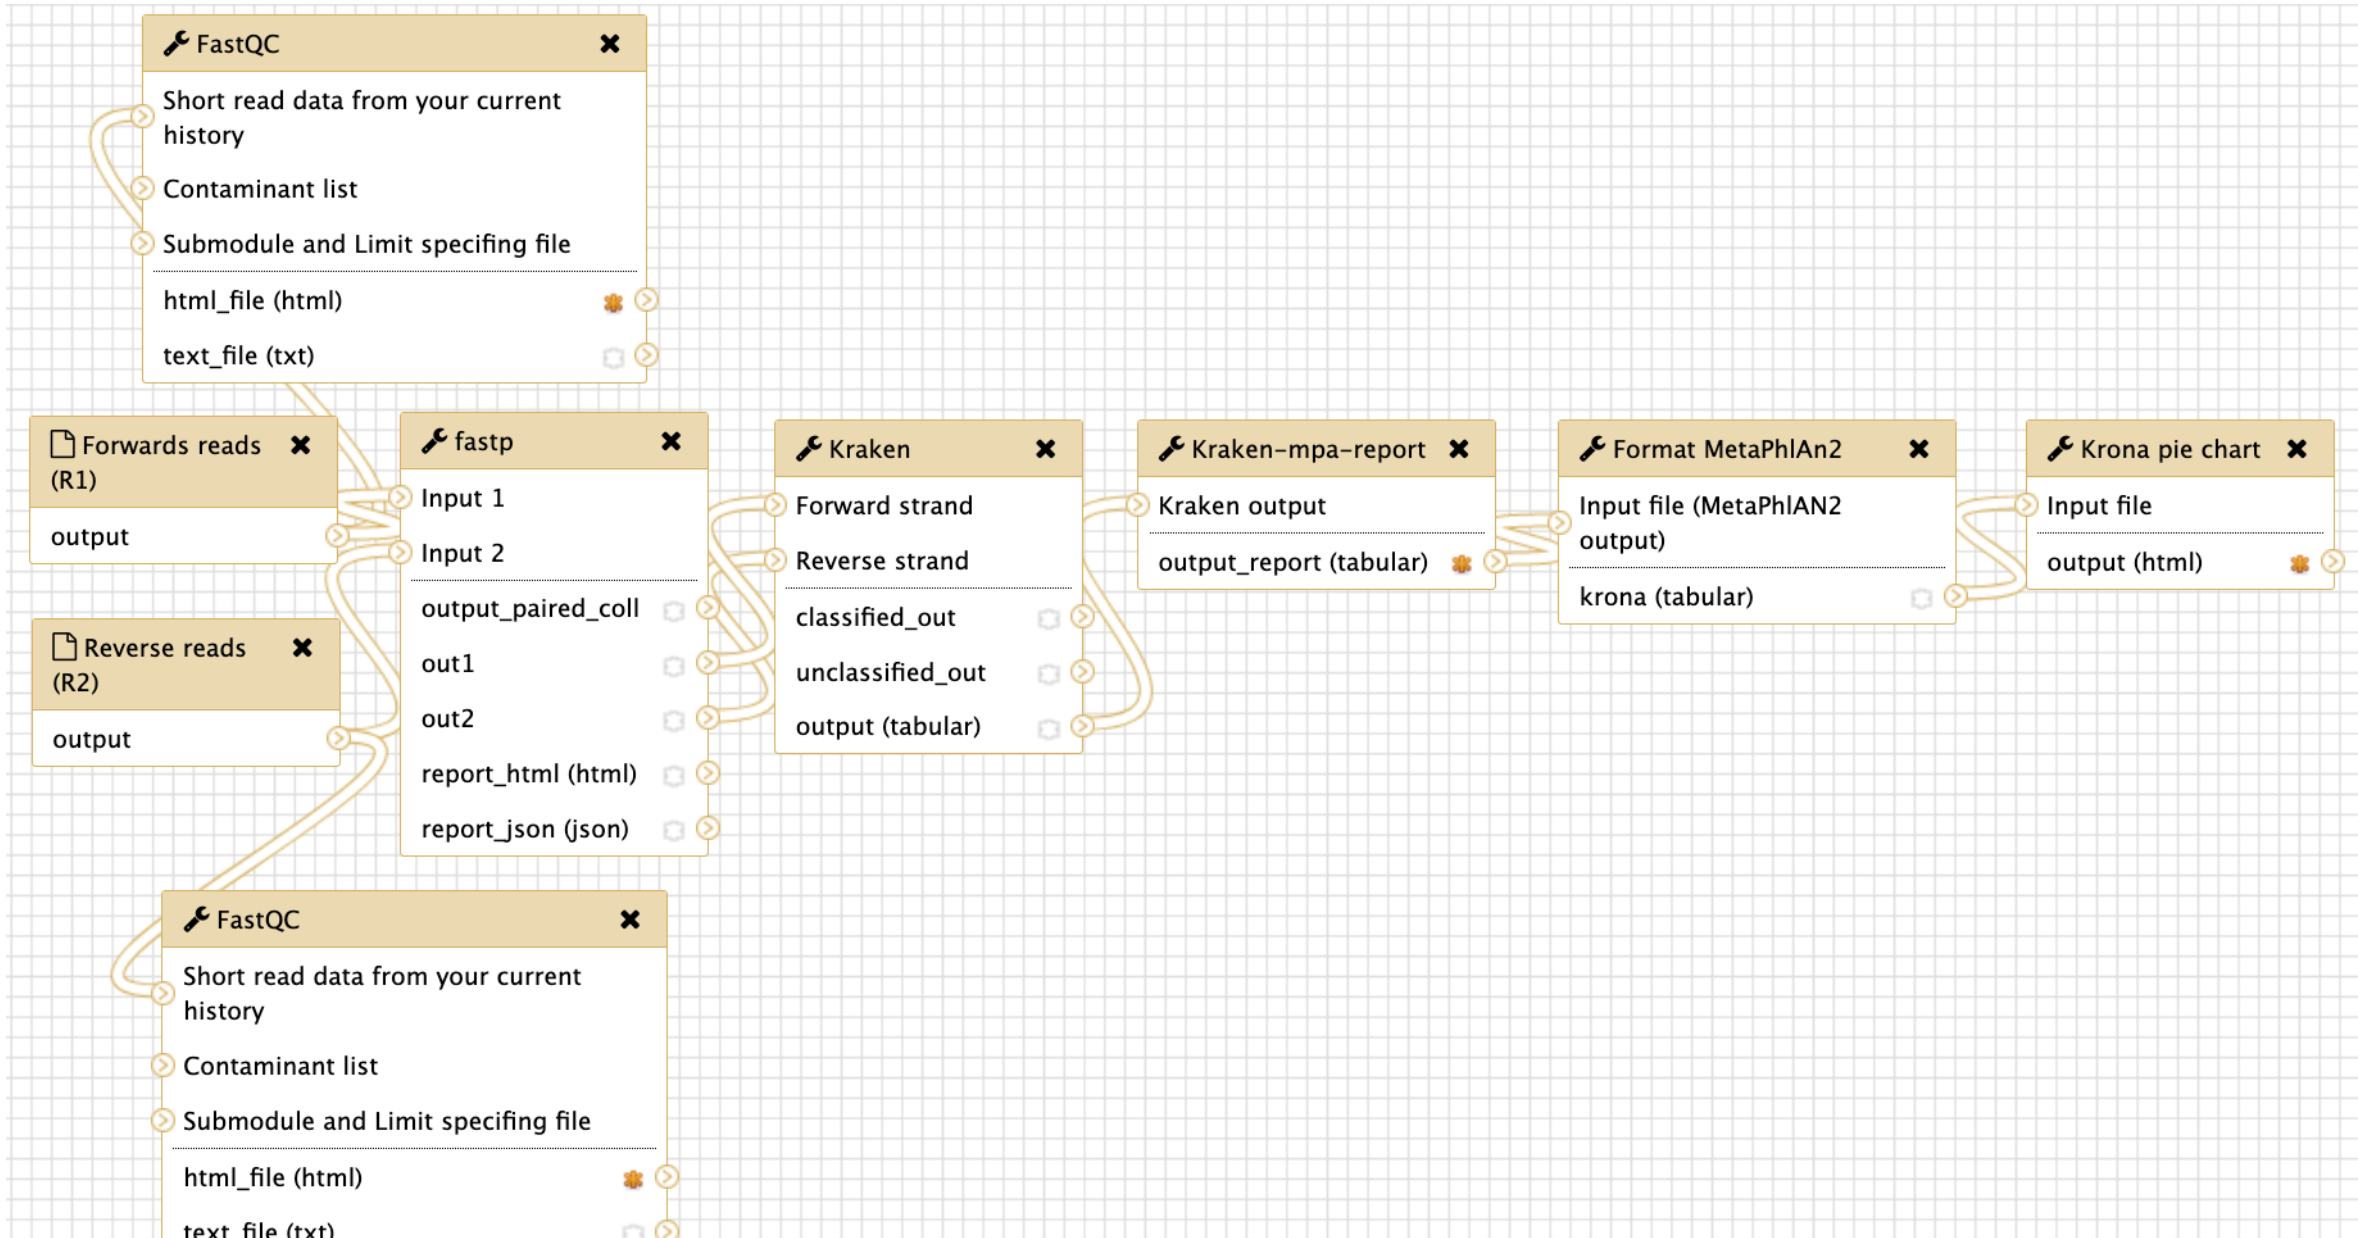 FastQC
Short read data from your current
history
Contaminant list
Submodule and Limit specifing file
html_file (html)
text_file (txt)
Forwards reads
(R1)
output
Reverse reads
(R2)
output
fastp
Input 1
Input 2
output_paired_coll
out1
out2
report_html (html)
report_json (json)
Kraken
Forward strand
Reverse strand
classified_out
unclassified_out
output (tabular)
Kraken-mpa-report
Kraken output
output_report (tabular)
Format MetaPhlAn2
Input file (MetaPhlAN2
output)
krona (tabular)
Krona pie chart
Input file
output (html)
FastQC
Short read data from your current
history
Contaminant list
Submodule and Limit specifing file
html_file (html)
text_file (txt)